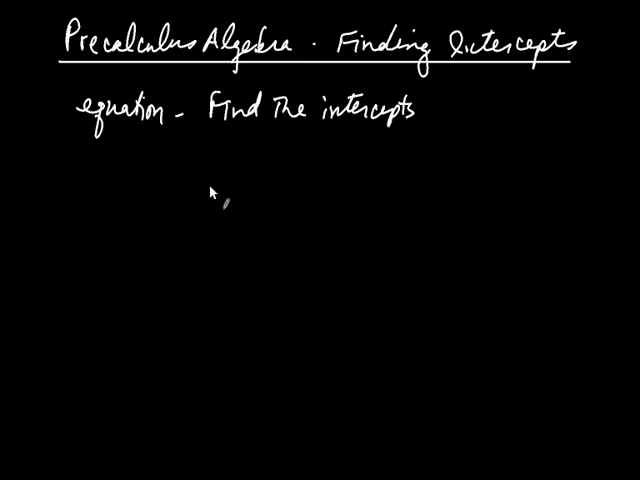 Precalculus Algebra. Finding Intercepts
equation - Find The intercepts